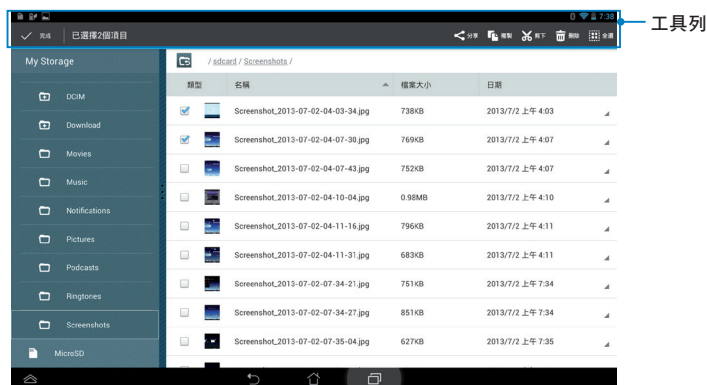 7:38
工具列
完成 已選擇2個項目 分享 複製 剪下 刪除 全選
My Storage / sdcard / Screenshots /
類型 名稱 檔案大小 日期
DCIM
Download
Movies
Music
Notifications
Pictures
Podcasts
Ringtones
Screenshots
MicroSD
Screenshot_2013-07-02-04-03-34.jpg 738KB 2013/7/2 上午 4:03
Screenshot_2013-07-02-04-07-30.jpg 769KB 2013/7/2 上午 4:07
Screenshot_2013-07-02-04-07-43.jpg 752KB 2013/7/2 上午 4:07
Screenshot_2013-07-02-04-10-04.jpg 0.98MB 2013/7/2 上午 4:10
Screenshot_2013-07-02-04-11-16.jpg 796KB 2013/7/2 上午 4:11
Screenshot_2013-07-02-04-11-31.jpg 683KB 2013/7/2 上午 4:11
Screenshot_2013-07-02-07-34-21.jpg 751KB 2013/7/2 上午 7:34
Screenshot_2013-07-02-07-34-27.jpg 851KB 2013/7/2 上午 7:34
Screenshot_2013-07-02-07-35-04.jpg 627KB 2013/7/2 上午 7:35